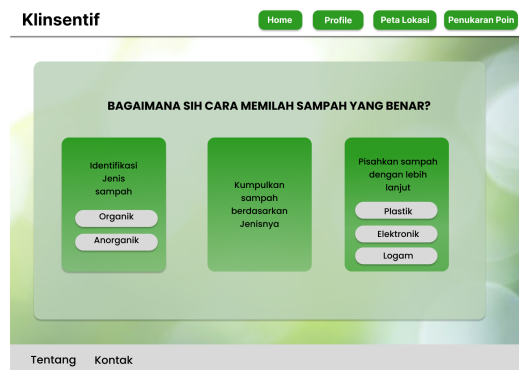 Klinsentif
Home
Profile
Peta Lokasi
Penukaran Poin
BAGAIMANA SIH CARA MEMILAH SAMPAH YANG BENAR?
Identifikasi
Jenis
sampah
Organik
Anorganik
Kumpulkan
sampah
berdasarkan
Jenisnya
Pisahkan sampah
dengan lebih
lanjut
Plastik
Elektronik
Logam
Tentang
Kontak